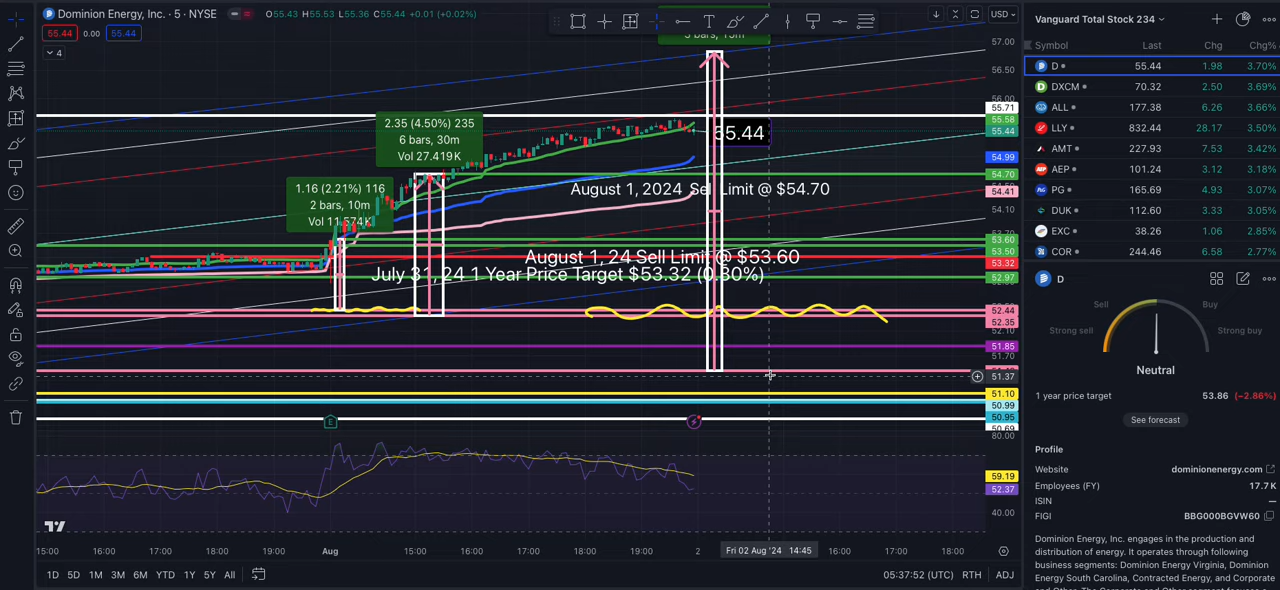 Dominion Energy, Inc. · 5 · NYSE
O55.43 H55.53 L55.36 C55.44 +0.01 (+0.02%)
55.44 0.00 55.44
4
3 bars, 15m
2.35 (4.50%) 235
6 bars, 30m
Vol 27.419K
1.16 (2.21%) 116
2 bars, 10m
Vol 11.574K
55.44
August 1, 2024 Sell Limit @ $54.70
August 1, 24 Sell Limit @ $53.60
July 31, 24 1 Year Price Target $53.32 (0.80%)
E
USD
57.00
56.50
56.00
55.71
55.58
55.44
54.99
54.70
54.41
54.10
53.60
53.50
53.32
52.97
52.44
52.35
52.10
51.85
51.70
51.37
51.10
50.99
50.95
50.69
80.00
59.19
52.37
40.00
15:00 16:00 17:00 18:00 19:00 Aug 15:00 16:00 17:00 18:00 19:00 2 Fri 02 Aug '24 14:45 16:00 17:00 18:00
1D 5D 1M 3M 6M YTD 1Y 5Y All
05:37:52 (UTC) RTH ADJ
Vanguard Total Stock 234
Symbol Last Chg Chg%
D 55.44 1.98 3.70%
DXCM 70.32 2.50 3.69%
ALL 177.38 6.26 3.66%
LLY 832.44 28.17 3.50%
AMT 227.93 7.53 3.42%
AEP 101.24 3.12 3.18%
PG 165.69 4.93 3.07%
DUK 112.60 3.33 3.05%
EXC 38.26 1.06 2.85%
COR 244.46 6.58 2.77%
D
Sell Buy
Strong sell Strong buy
Neutral
1 year price target 53.86 (−2.86%)
See forecast
Profile
Website dominionenergy.com
Employees (FY) 17.7K
ISIN —
FIGI BBG000BGVW60
Dominion Energy, Inc. engages in the production and
distribution of energy. It operates through following
business segments: Dominion Energy Virginia, Dominion
Energy South Carolina, Contracted Energy, and Corporate